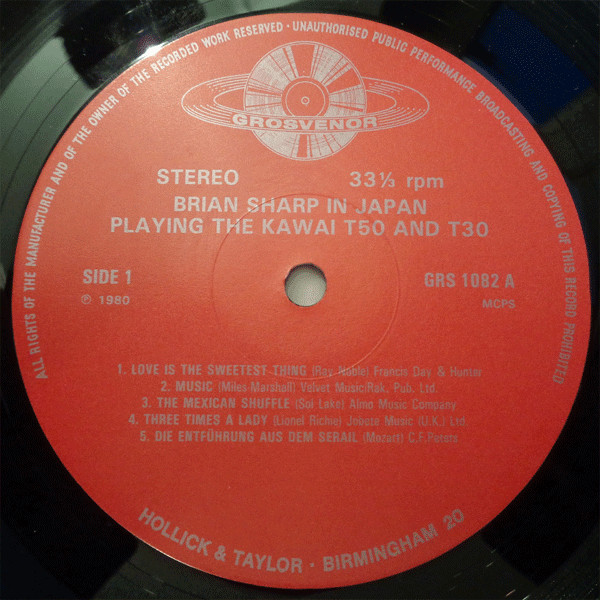 ALL RIGHTS OF THE MANUFACTURER AND OF THE OWNER OF THE RECORDED WORK RESERVED · UNAUTHORISED PUBLIC PERFORMANCE BROADCASTING AND COPYING OF THIS RECORD PROHIBITED
GROSVENOR
STEREO 33⅓ rpm
BRIAN SHARP IN JAPAN
PLAYING THE KAWAI T50 AND T30
SIDE 1 GRS 1082 A
℗ 1980 MCPS
1. LOVE IS THE SWEETEST THING (Ray Noble) Francis Day & Hunter
2. MUSIC (Miles-Marshall) Velvet Music/Rak. Pub. Ltd.
3. THE MEXICAN SHUFFLE (Sol Lake) Almo Music Company
4. THREE TIMES A LADY (Lionel Richie) Jobete Music (U.K.) Ltd.
5. DIE ENTFÜHRUNG AUS DEM SERAIL (Mozart) C.F.Peters
HOLLICK & TAYLOR · BIRMINGHAM 20